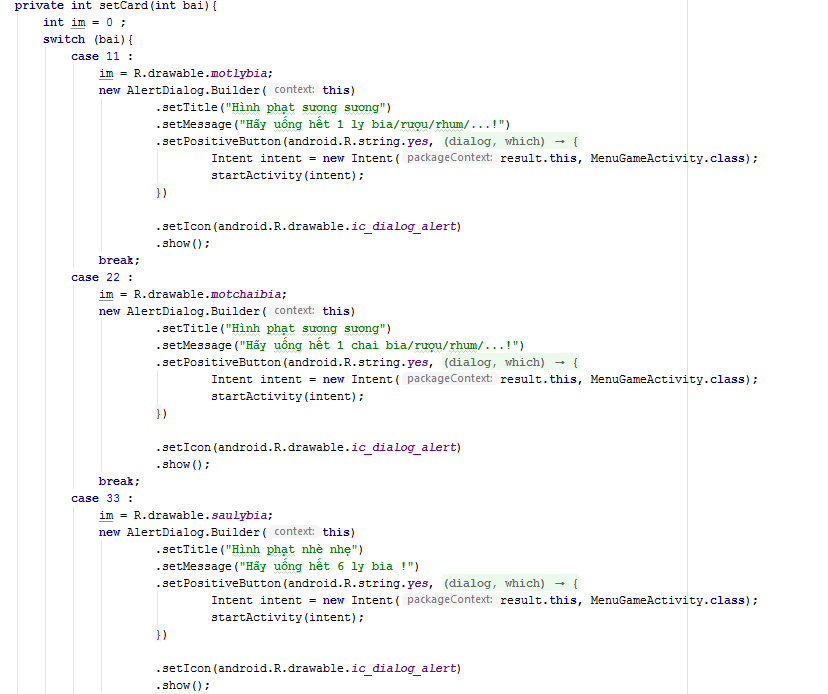 private int setCard(int bai){
int im = 0 ;
switch (bai){
case 11 :
im = R.drawable.motlybia;
new AlertDialog.Builder( context: this)
.setTitle("Hình phạt sương sương")
.setMessage("Hãy uống hết 1 ly bia/rượu/rhum/...!")
.setPositiveButton(android.R.string.yes, (dialog, which) → {
Intent intent = new Intent( packageContext: result.this, MenuGameActivity.class);
startActivity(intent);
})
.setIcon(android.R.drawable.ic_dialog_alert)
.show();
break;
case 22 :
im = R.drawable.motchaibia;
new AlertDialog.Builder( context: this)
.setTitle("Hình phạt sương sương")
.setMessage("Hãy uống hết 1 chai bia/rượu/rhum/...!")
.setPositiveButton(android.R.string.yes, (dialog, which) → {
Intent intent = new Intent( packageContext: result.this, MenuGameActivity.class);
startActivity(intent);
})
.setIcon(android.R.drawable.ic_dialog_alert)
.show();
break;
case 33 :
im = R.drawable.saulybia;
new AlertDialog.Builder( context: this)
.setTitle("Hình phạt nhè nhẹ")
.setMessage("Hãy uống hết 6 ly bia !")
.setPositiveButton(android.R.string.yes, (dialog, which) → {
Intent intent = new Intent( packageContext: result.this, MenuGameActivity.class);
startActivity(intent);
})
.setIcon(android.R.drawable.ic_dialog_alert)
.show();